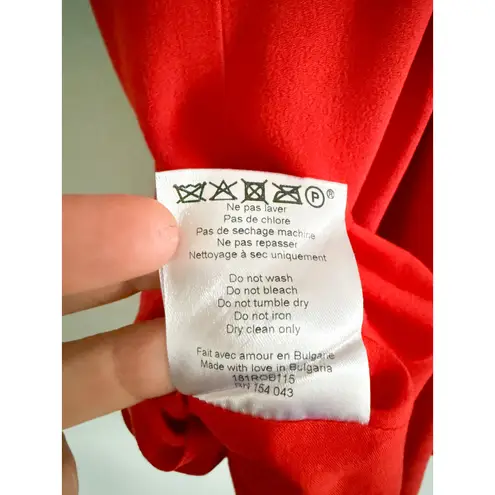 P ®
Ne pas laver
Pas de chlore
Pas de sechage machine
Ne pas repasser
Nettoyage à sec uniquement
Do not wash
Do not bleach
Do not tumble dry
Do not iron
Dry clean only
Fait avec amour en Bulgarie
Made with love in Bulgaria
181ROB116
RN 154 043